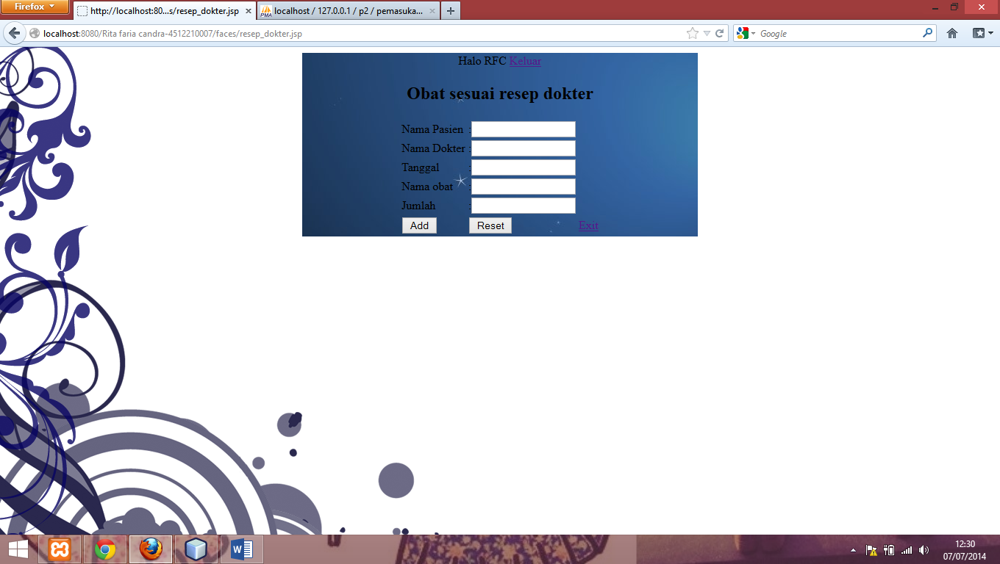 Firefox
http://localhost:80...s/resep_dokter.jsp
localhost / 127.0.0.1 / p2 / pemasuka...
localhost:8080/Rita faria candra-4512210007/faces/resep_dokter.jsp
Google
Halo RFC Keluar
Obat sesuai resep dokter
Nama Pasien :
Nama Dokter :
Tanggal :
Nama obat :
Jumlah :
Add Reset Exit
12:30
07/07/2014